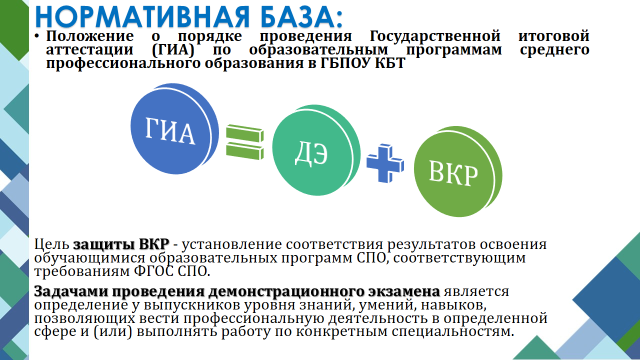 НОРМАТИВНАЯ БАЗА:
• Положение о порядке проведения Государственной итоговой
аттестации (ГИА) по образовательным программам среднего
профессионального образования в ГБПОУ КБТ
ГИА = ДЭ + ВКР
Цель защиты ВКР - установление соответствия результатов освоения
обучающимися образовательных программ СПО, соответствующим
требованиям ФГОС СПО.
Задачами проведения демонстрационного экзамена является
определение у выпускников уровня знаний, умений, навыков,
позволяющих вести профессиональную деятельность в определенной
сфере и (или) выполнять работу по конкретным специальностям.